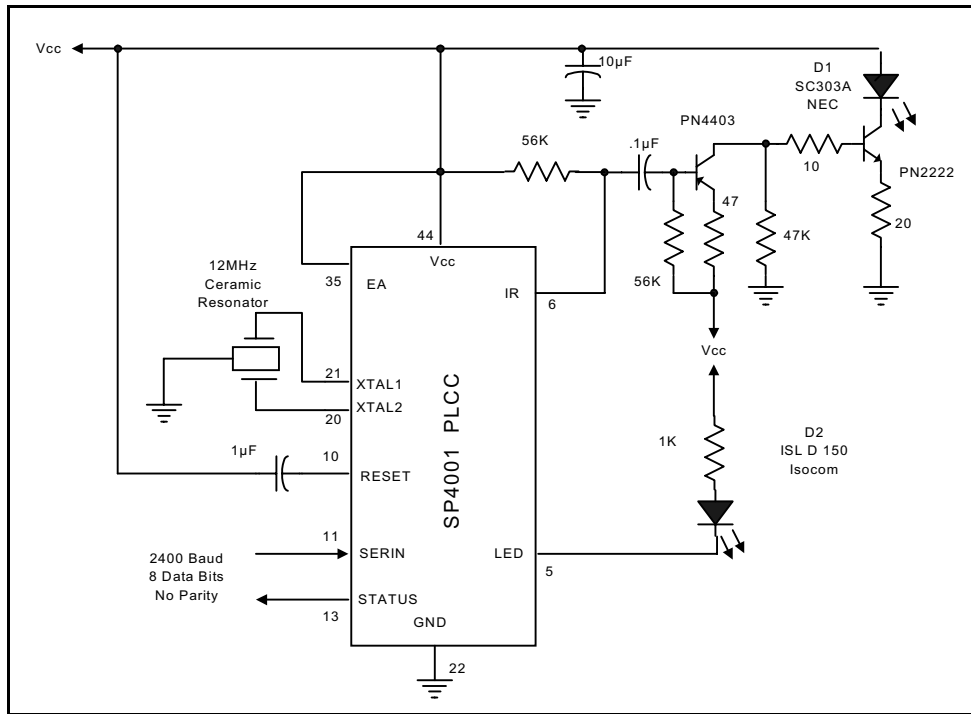 Vcc
10µF
D1
SC303A
NEC
PN4403
56K
.1µF
10
PN2222
47
20
44
Vcc
47K
12MHz
Ceramic
Resonator
35
EA
IR
6
56K
Vcc
21
XTAL1
XTAL2
20
1K
D2
ISL D 150
Isocom
1µF
10
RESET
SP4001 PLCC
11
SERIN
LED
5
2400 Baud
8 Data Bits
No Parity
STATUS
13
GND
22